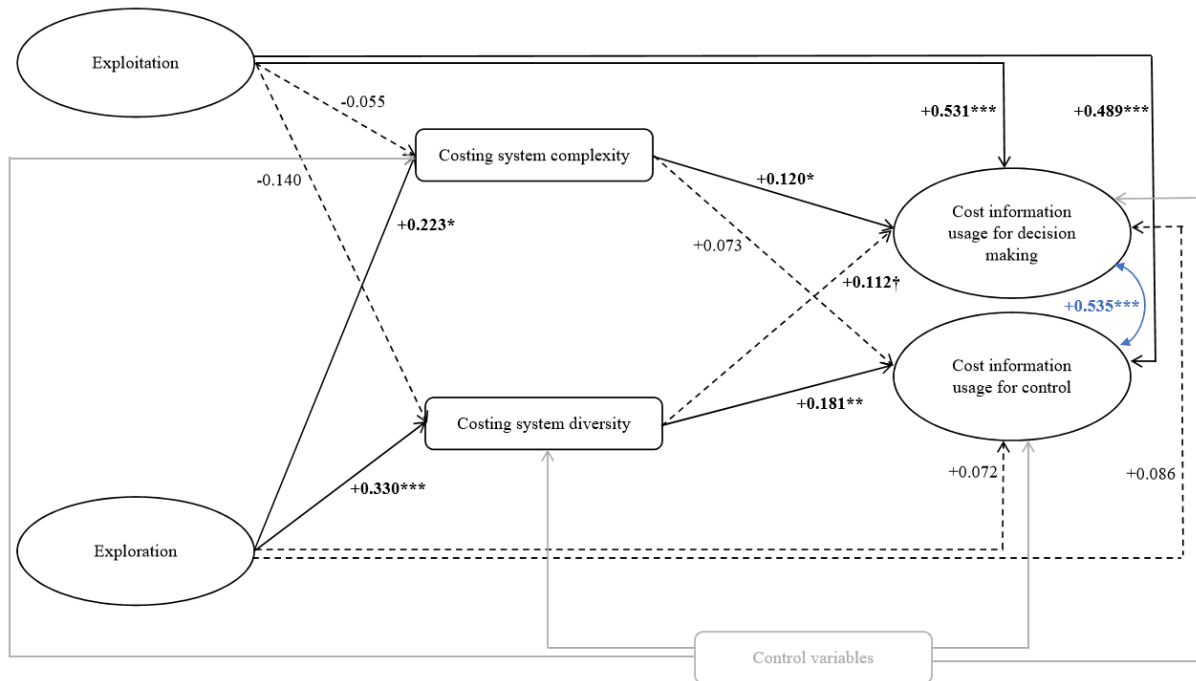 Exploitation
-0.055
+0.531***
+0.489***
Costing system complexity
-0.140
+0.120*
+0.223*
+0.073
Cost information
usage for decision
making
+0.112†
+0.535***
Cost information
usage for control
+0.181**
Costing system diversity
+0.330***
+0.072
+0.086
Exploration
Control variables